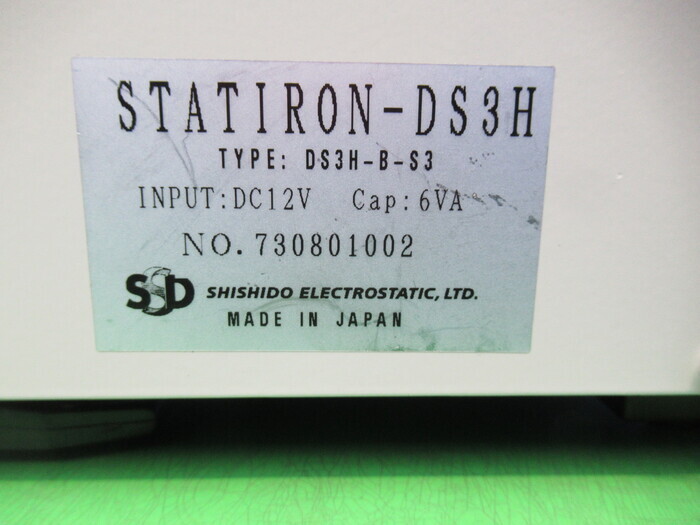 STATIRON-DS3H
TYPE: DS3H-B-S3
INPUT:DC12V Cap:6VA
NO.730801002
SSD SHISHIDO ELECTROSTATIC, LTD.
MADE IN JAPAN